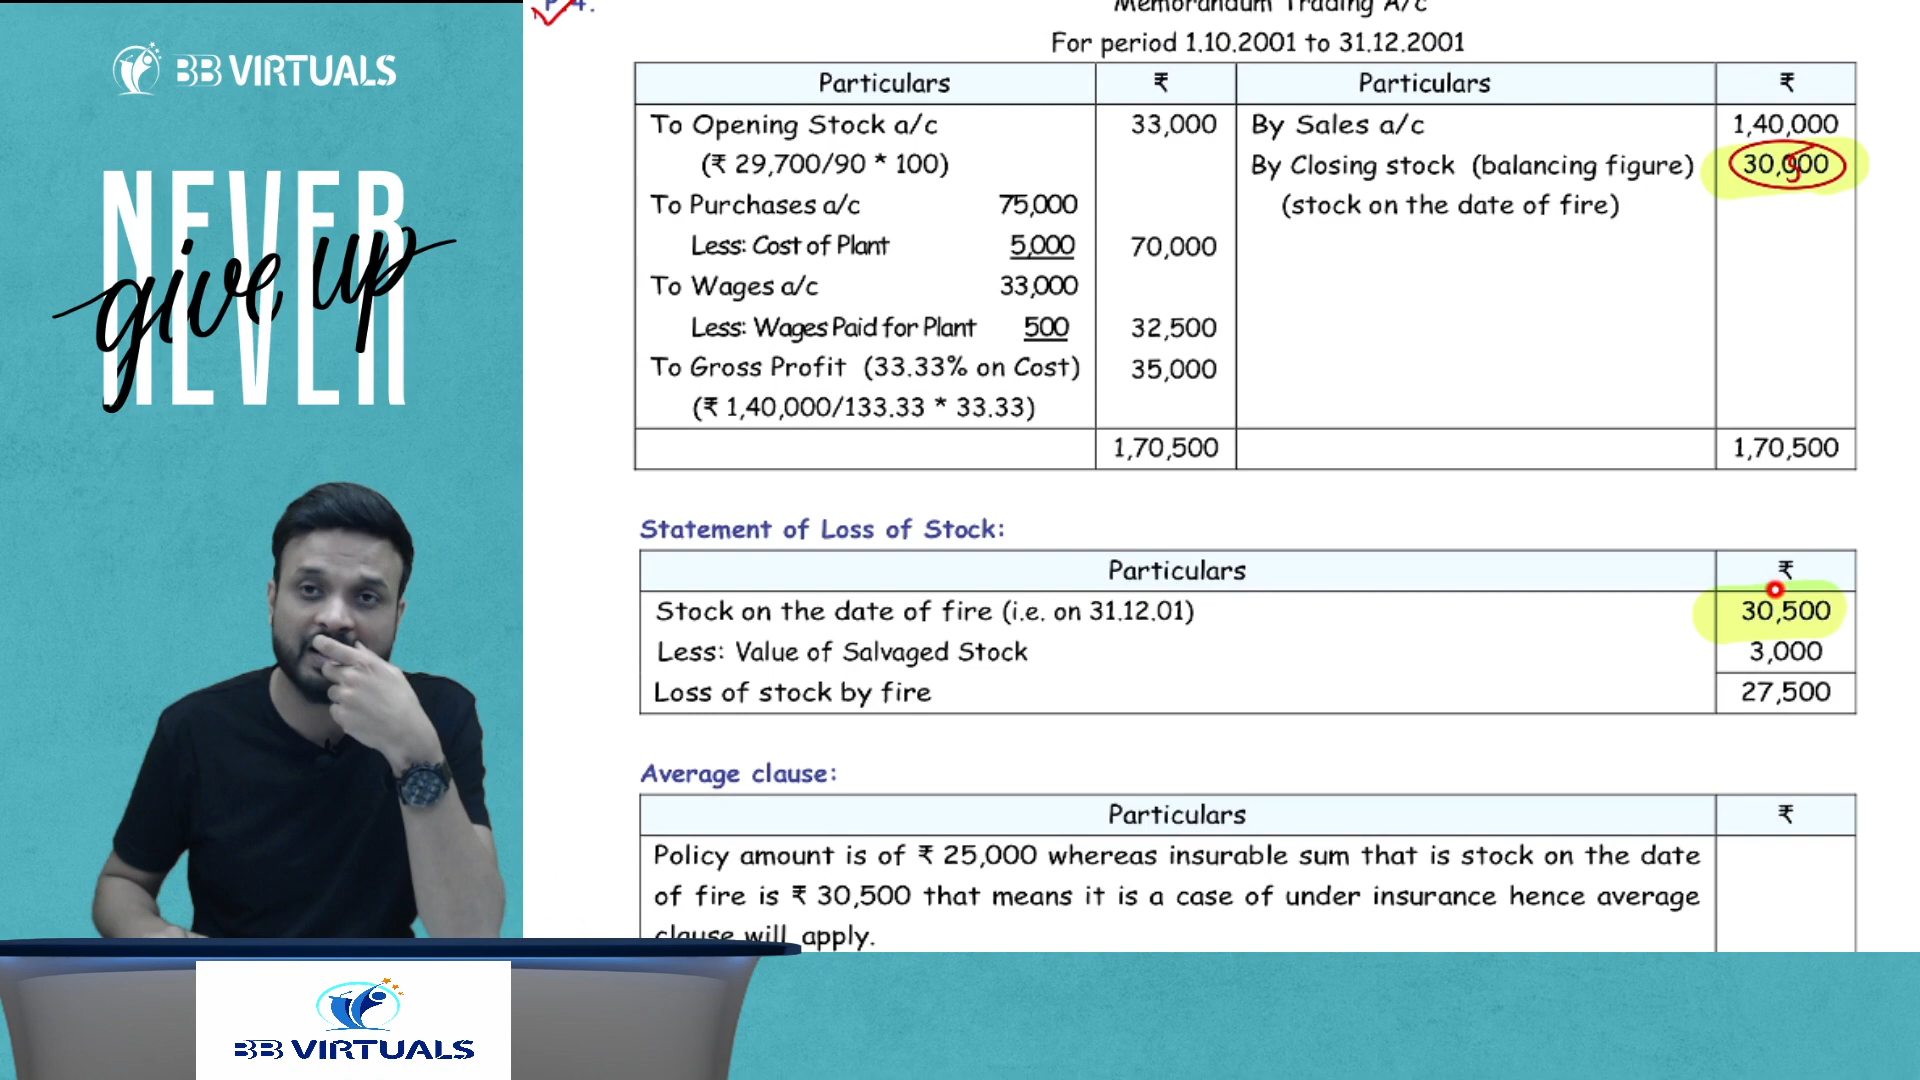 BB VIRTUALS
NEVER
give up
NEVER
P.4.
Memorandum Trading A/c
For period 1.10.2001 to 31.12.2001
Particulars ₹ Particulars ₹
To Opening Stock a/c 33,000 By Sales a/c 1,40,000
(₹ 29,700/90 * 100) By Closing stock (balancing figure) 30,500
To Purchases a/c 75,000 (stock on the date of fire)
Less: Cost of Plant 5,000 70,000
To Wages a/c 33,000
Less: Wages Paid for Plant 500 32,500
To Gross Profit (33.33% on Cost) 35,000
(₹ 1,40,000/133.33 * 33.33)
1,70,500 1,70,500
Statement of Loss of Stock:
Particulars ₹
Stock on the date of fire (i.e. on 31.12.01) 30,500
Less: Value of Salvaged Stock 3,000
Loss of stock by fire 27,500
Average clause:
Particulars ₹
Policy amount is of ₹ 25,000 whereas insurable sum that is stock on the date
of fire is ₹ 30,500 that means it is a case of under insurance hence average
clause will apply.
BB VIRTUALS